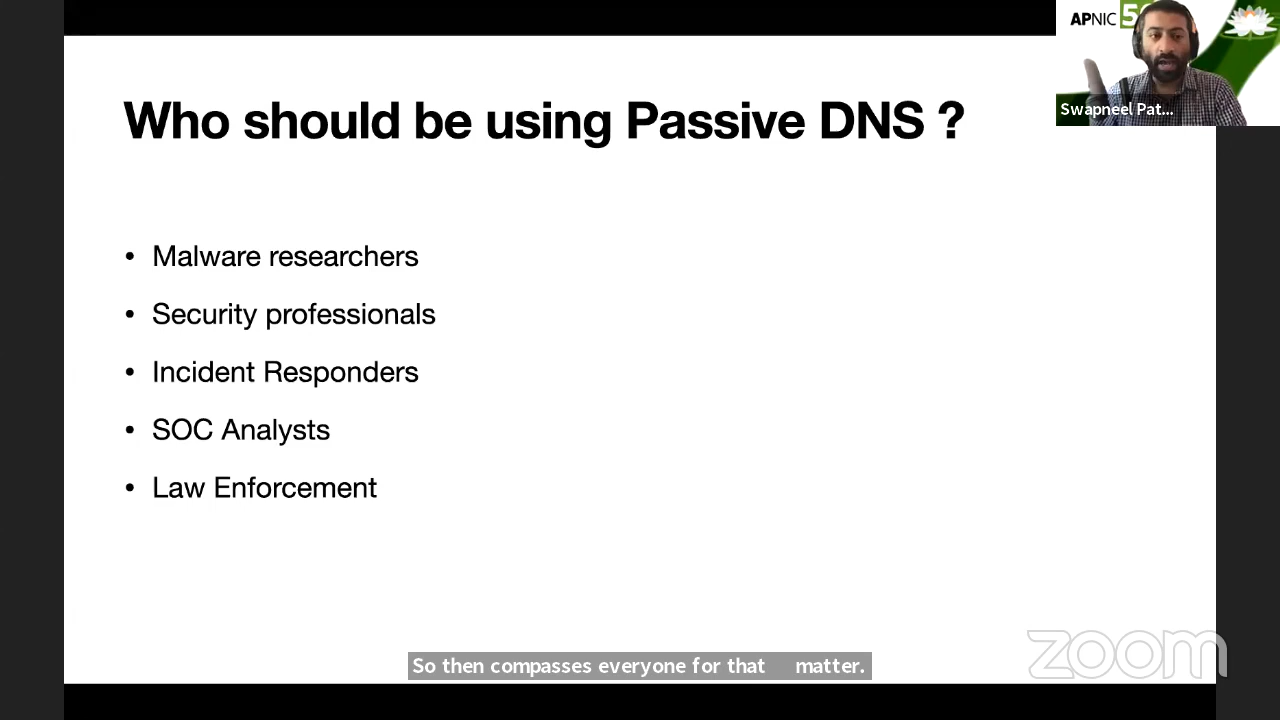 APNIC 5
Swapneel Pat...
Who should be using Passive DNS ?
• Malware researchers
• Security professionals
• Incident Responders
• SOC Analysts
• Law Enforcement
So then compasses everyone for that matter.
zoom